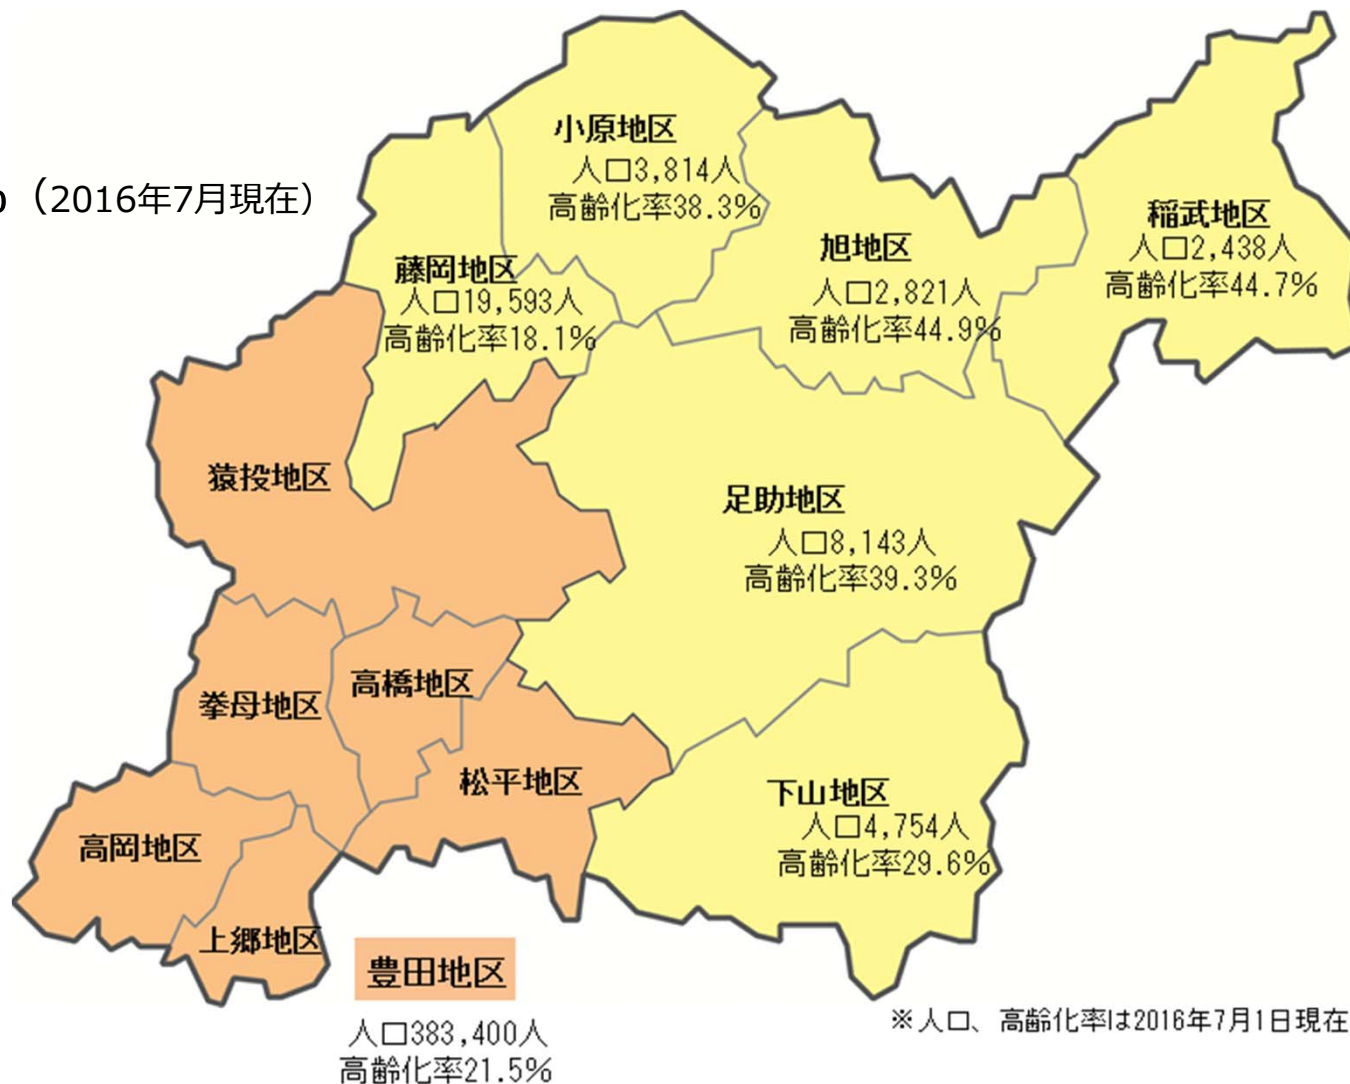 （2016年7月現在）
小原地区
人口3,814人
高齢化率38.3%
稲武地区
人口2,438人
高齢化率44.7%
旭地区
人口2,821人
高齢化率44.9%
藤岡地区
人口19,593人
高齢化率18.1%
猿投地区
足助地区
人口8,143人
高齢化率39.3%
高橋地区
挙母地区
松平地区
下山地区
人口4,754人
高齢化率29.6%
高岡地区
上郷地区
豊田地区
人口383,400人
高齢化率21.5%
※人口、高齢化率は2016年7月1日現在